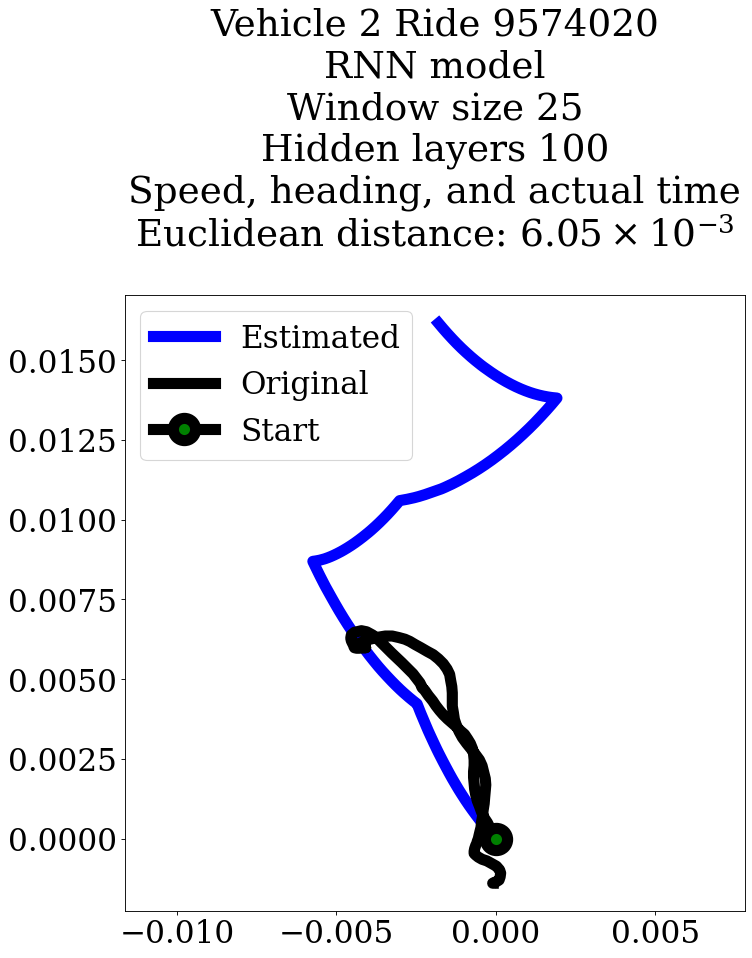 Vehicle 2 Ride 9574020
RNN model
Window size 25
Hidden layers 100
Speed, heading, and actual time
Euclidean distance: 6.05 × 10⁻³
Estimated
Original
Start
0.0150
0.0125
0.0100
0.0075
0.0050
0.0025
0.0000
−0.010 −0.005 0.000 0.005